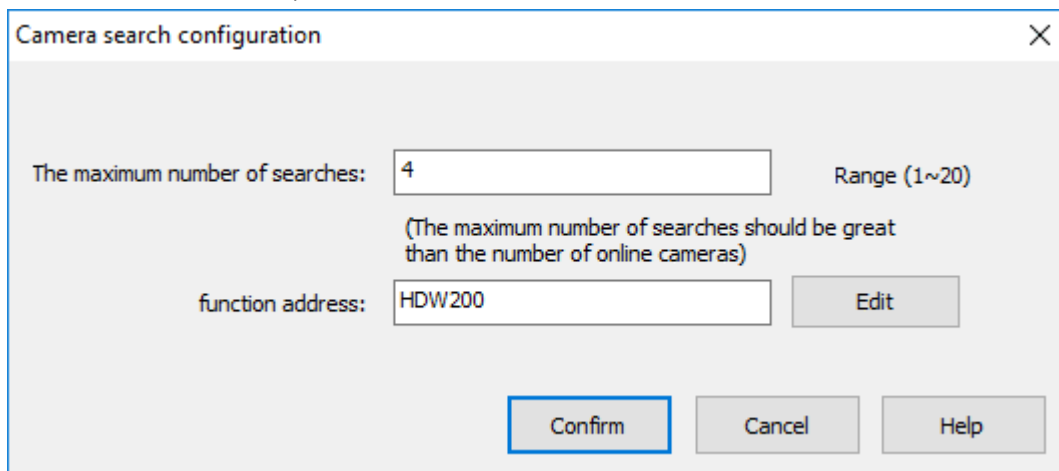 Camera search configuration
The maximum number of searches: 4 Range (1~20)
(The maximum number of searches should be great
than the number of online cameras)
function address: HDW200 Edit
Confirm Cancel Help